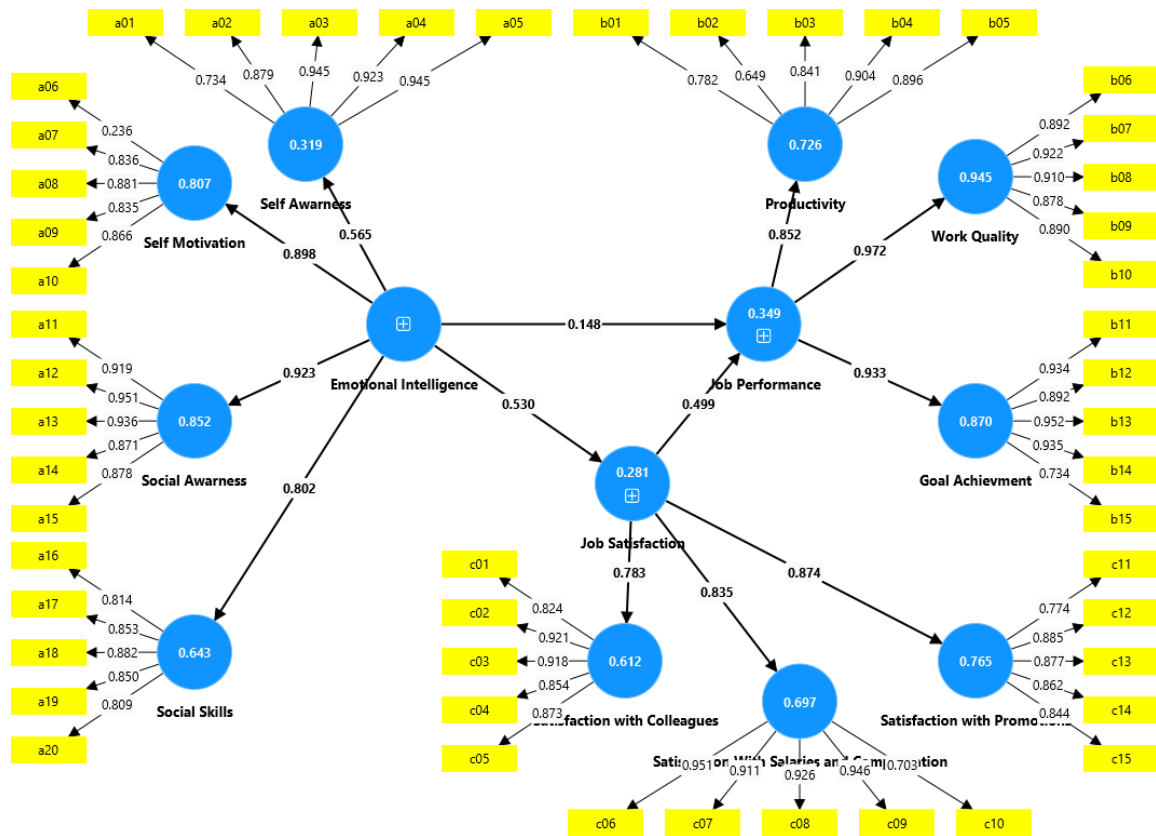 a01
a02
a03
a04
a05
b01
b02
b03
b04
b05
0.734
0.879
0.945
0.923
0.945
0.782
0.649
0.841
0.904
0.896
a06
a07
a08
a09
a10
0.236
0.836
0.881
0.835
0.866
0.807
Self Motivation
0.319
Self Awarness
0.726
Productivity
0.945
Work Quality
0.892
0.922
0.910
0.878
0.890
b06
b07
b08
b09
b10
0.898
0.565
0.852
0.972
Emotional Intelligence
0.148
0.349
Job Performance
0.923
0.530
0.499
0.933
0.802
a11
a12
a13
a14
a15
0.919
0.951
0.936
0.871
0.878
0.852
Social Awarness
0.870
Goal Achievment
0.934
0.892
0.952
0.935
0.734
b11
b12
b13
b14
b15
0.281
Job Satisfaction
0.783
0.835
0.874
a16
a17
a18
a19
a20
0.814
0.853
0.882
0.850
0.809
0.643
Social Skills
c01
c02
c03
c04
c05
0.824
0.921
0.918
0.854
0.873
0.612
Satisfaction with Colleagues
0.697
Satisfaction With Salaries and Compensation
0.951
0.911
0.926
0.946
0.703
c06
c07
c08
c09
c10
0.765
Satisfaction with Promotions
0.774
0.885
0.877
0.862
0.844
c11
c12
c13
c14
c15